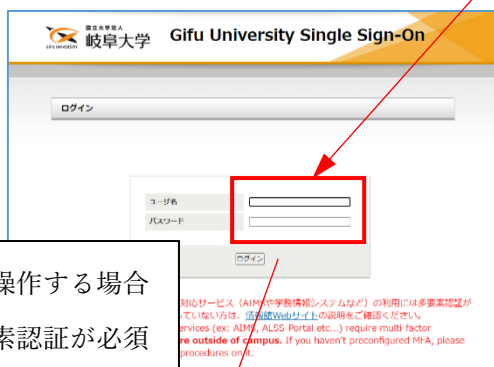 国立大学法人
岐阜大学
GIFU UNIVERSITY
Gifu University Single Sign-On
ログイン
ユーザ名
パスワード
ログイン
操作する場合
素認証が必須
対応サービス（AIMSや学務情報システムなど）の利用には多要素認証が
ていない方は、情報館Webサイトの説明をご確認ください。
ervices (ex: AIMS, ALSS-Portal etc...) require multi-factor
re outside of campus. If you haven't preconfigured MFA, please
procedures on it.